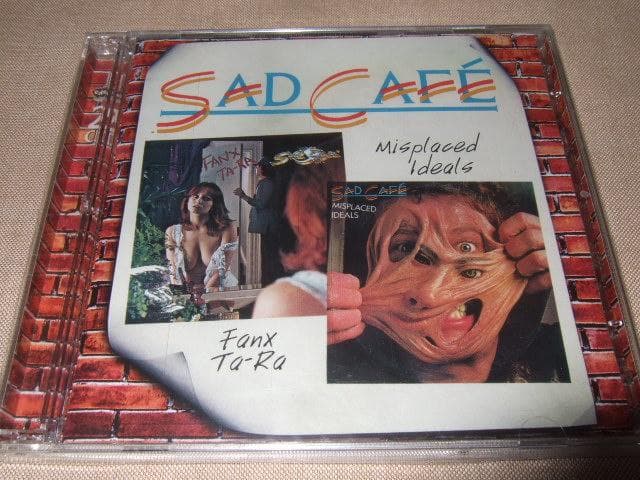 SAD CAFÉ
Misplaced
Ideals
FANX
TA-RA
SAD CAFÉ
MISPLACED
IDEALS
Fanx
Ta-Ra